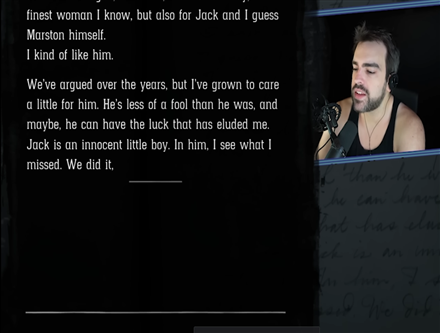 finest woman I know, but also for Jack and I guess
Marston himself.
I kind of like him.
We've argued over the years, but I've grown to care
a little for him. He's less of a fool than he was, and
maybe, he can have the luck that has eluded me.
Jack is an innocent little boy. In him, I see what I
missed. We did it,